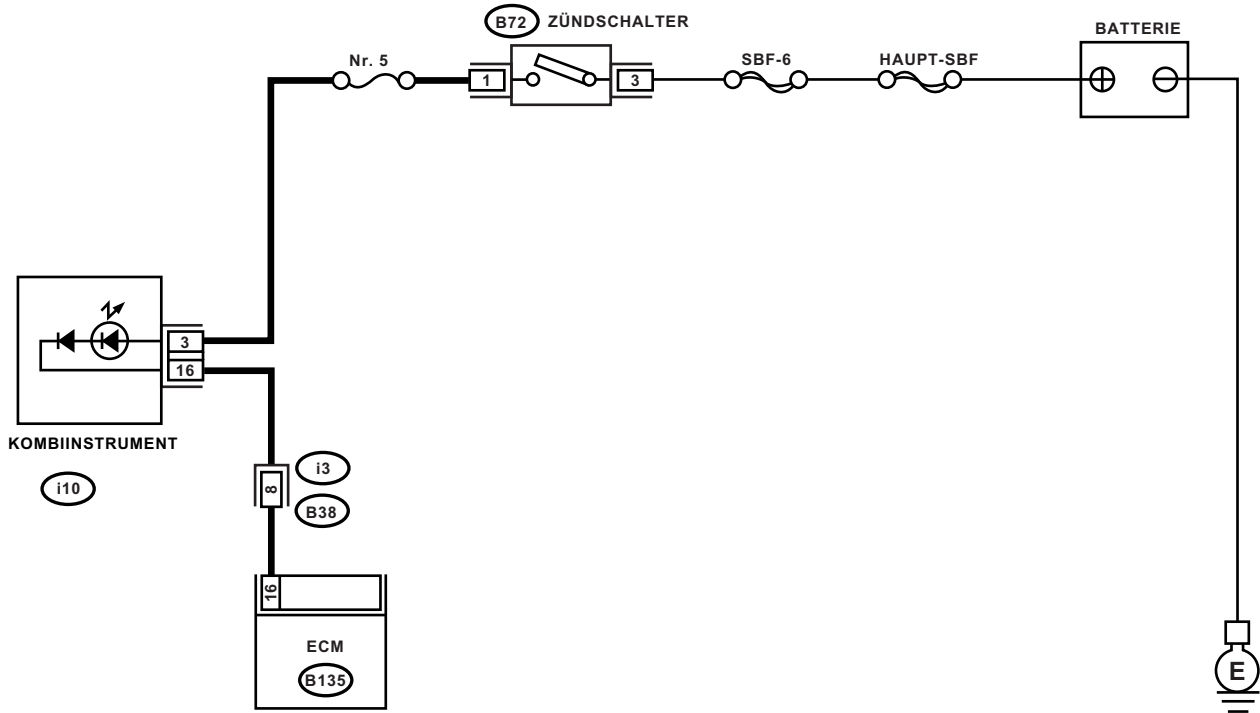 B72 ZÜNDSCHALTER
BATTERIE
Nr. 5
SBF-6
HAUPT-SBF
1
3
3
16
KOMBIINSTRUMENT
i10
8
i3
B38
16
ECM
B135
E